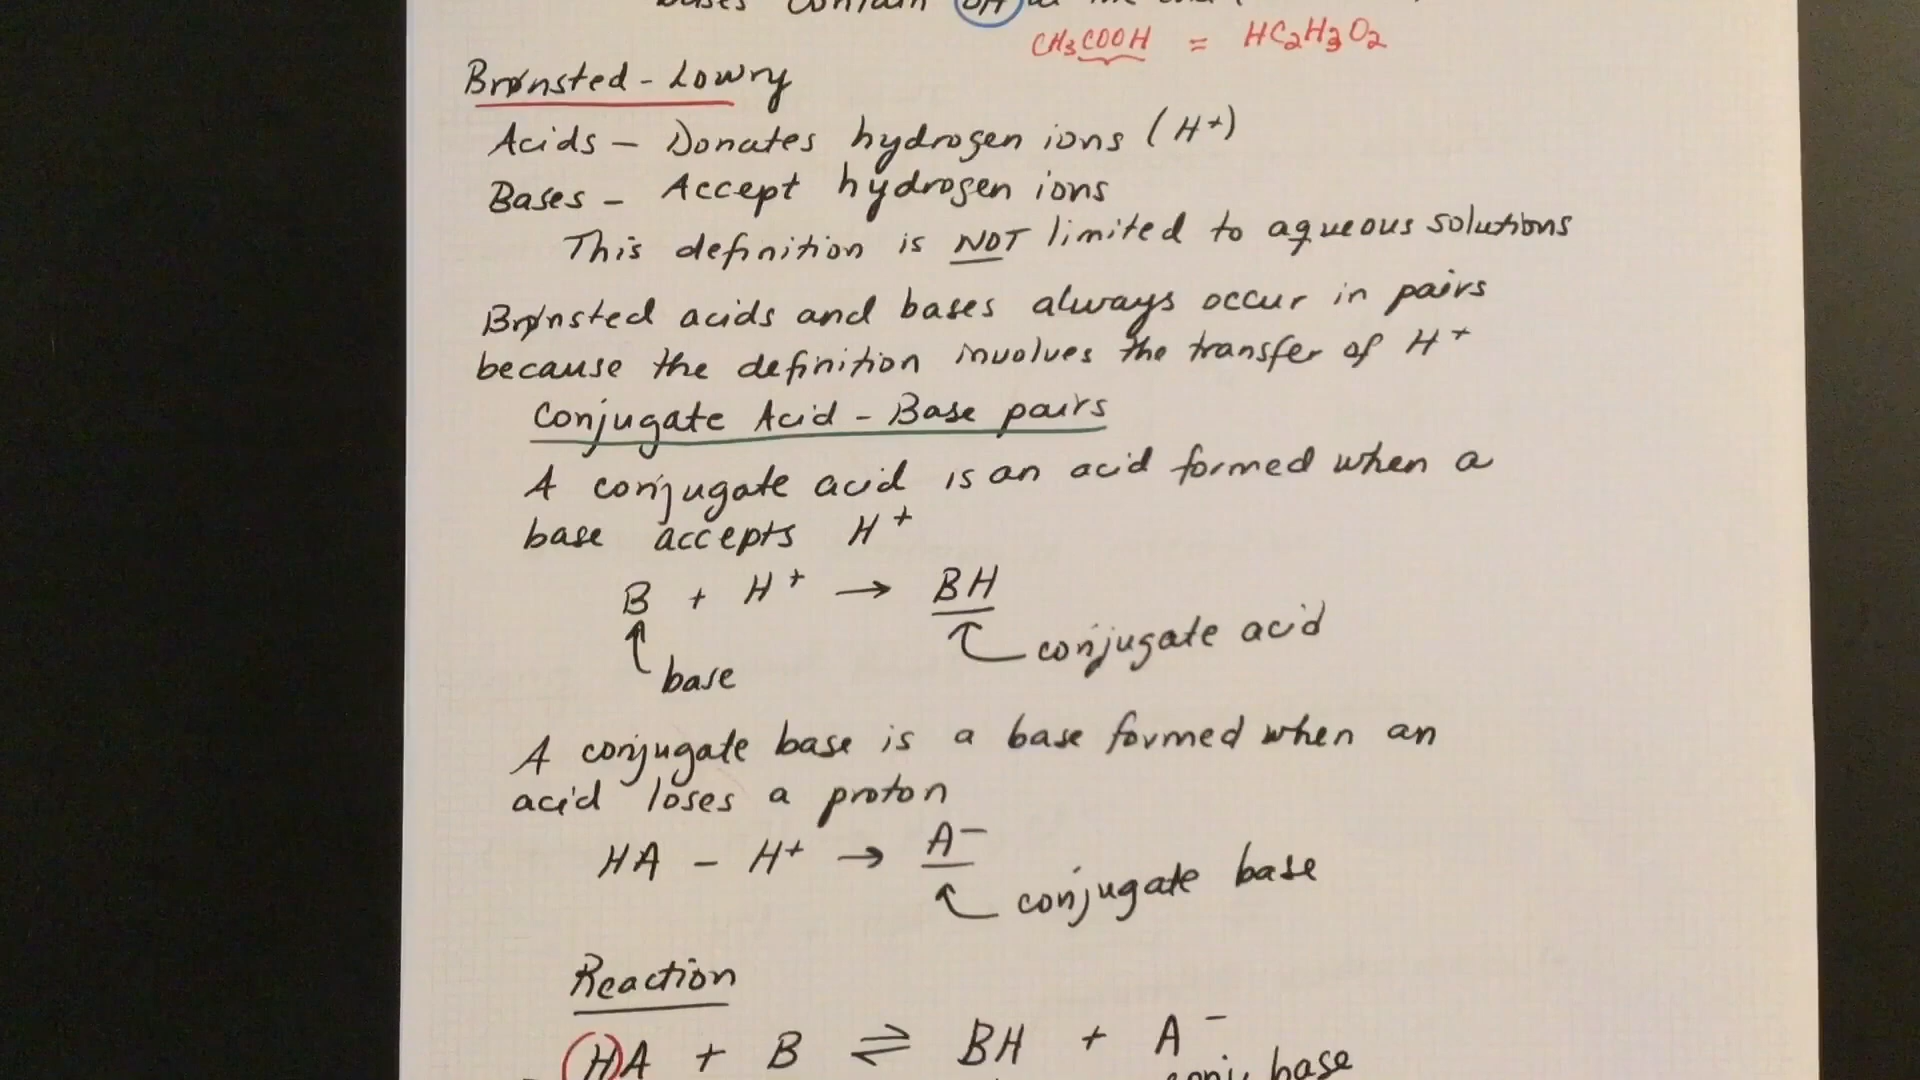 contain OH
CH3COOH = HC2H3O2
Brønsted - Lowry
Acids - Donates hydrogen ions (H+)
Bases - Accept hydrogen ions
This definition is NOT limited to aqueous solutions
Brønsted acids and bases always occur in pairs
because the definition involves the transfer of H+
Conjugate Acid - Base pairs
A conjugate acid is an acid formed when a
base accepts H+
B + H+ → BH
conjugate acid
base
A conjugate base is a base formed when an
acid loses a proton
HA - H+ → A-
conjugate base
Reaction
HA + B ⇌ BH + A-
base